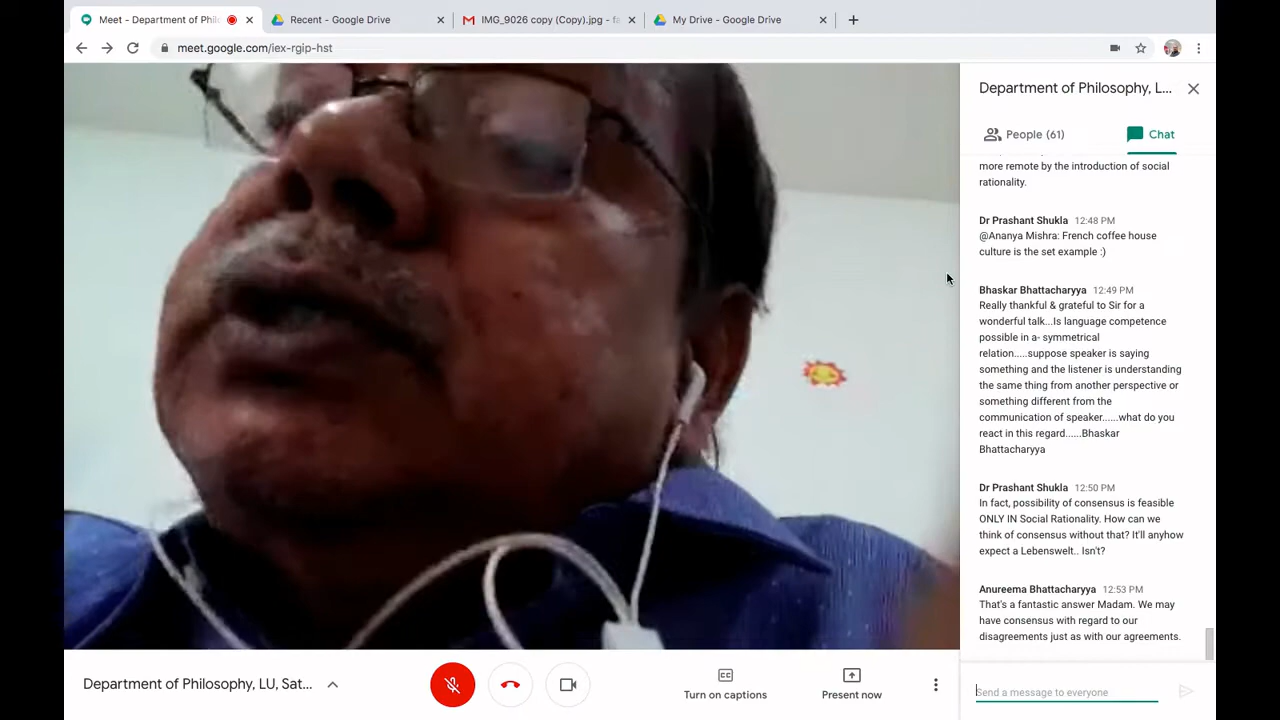 Meet - Department of Phil
Recent - Google Drive
IMG_9026 copy (Copy).jpg - fa
My Drive - Google Drive
meet.google.com/iex-rgip-hst
Department of Philosophy, L...
People (61)
Chat
more remote by the introduction of social
rationality.
Dr Prashant Shukla 12:48 PM
@Ananya Mishra: French coffee house
culture is the set example :)
Bhaskar Bhattacharyya 12:49 PM
Really thankful & grateful to Sir for a
wonderful talk...Is language competence
possible in a- symmetrical
relation.....suppose speaker is saying
something and the listener is understanding
the same thing from another perspective or
something different from the
communication of speaker......what do you
react in this regard......Bhaskar
Bhattacharyya
Dr Prashant Shukla 12:50 PM
In fact, possibility of consensus is feasible
ONLY IN Social Rationality. How can we
think of consensus without that? It'll anyhow
expect a Lebenswelt.. Isn't?
Anureema Bhattacharyya 12:53 PM
That's a fantastic answer Madam. We may
have consensus with regard to our
disagreements just as with our agreements.
Send a message to everyone
Department of Philosophy, LU, Sat...
Turn on captions
Present now